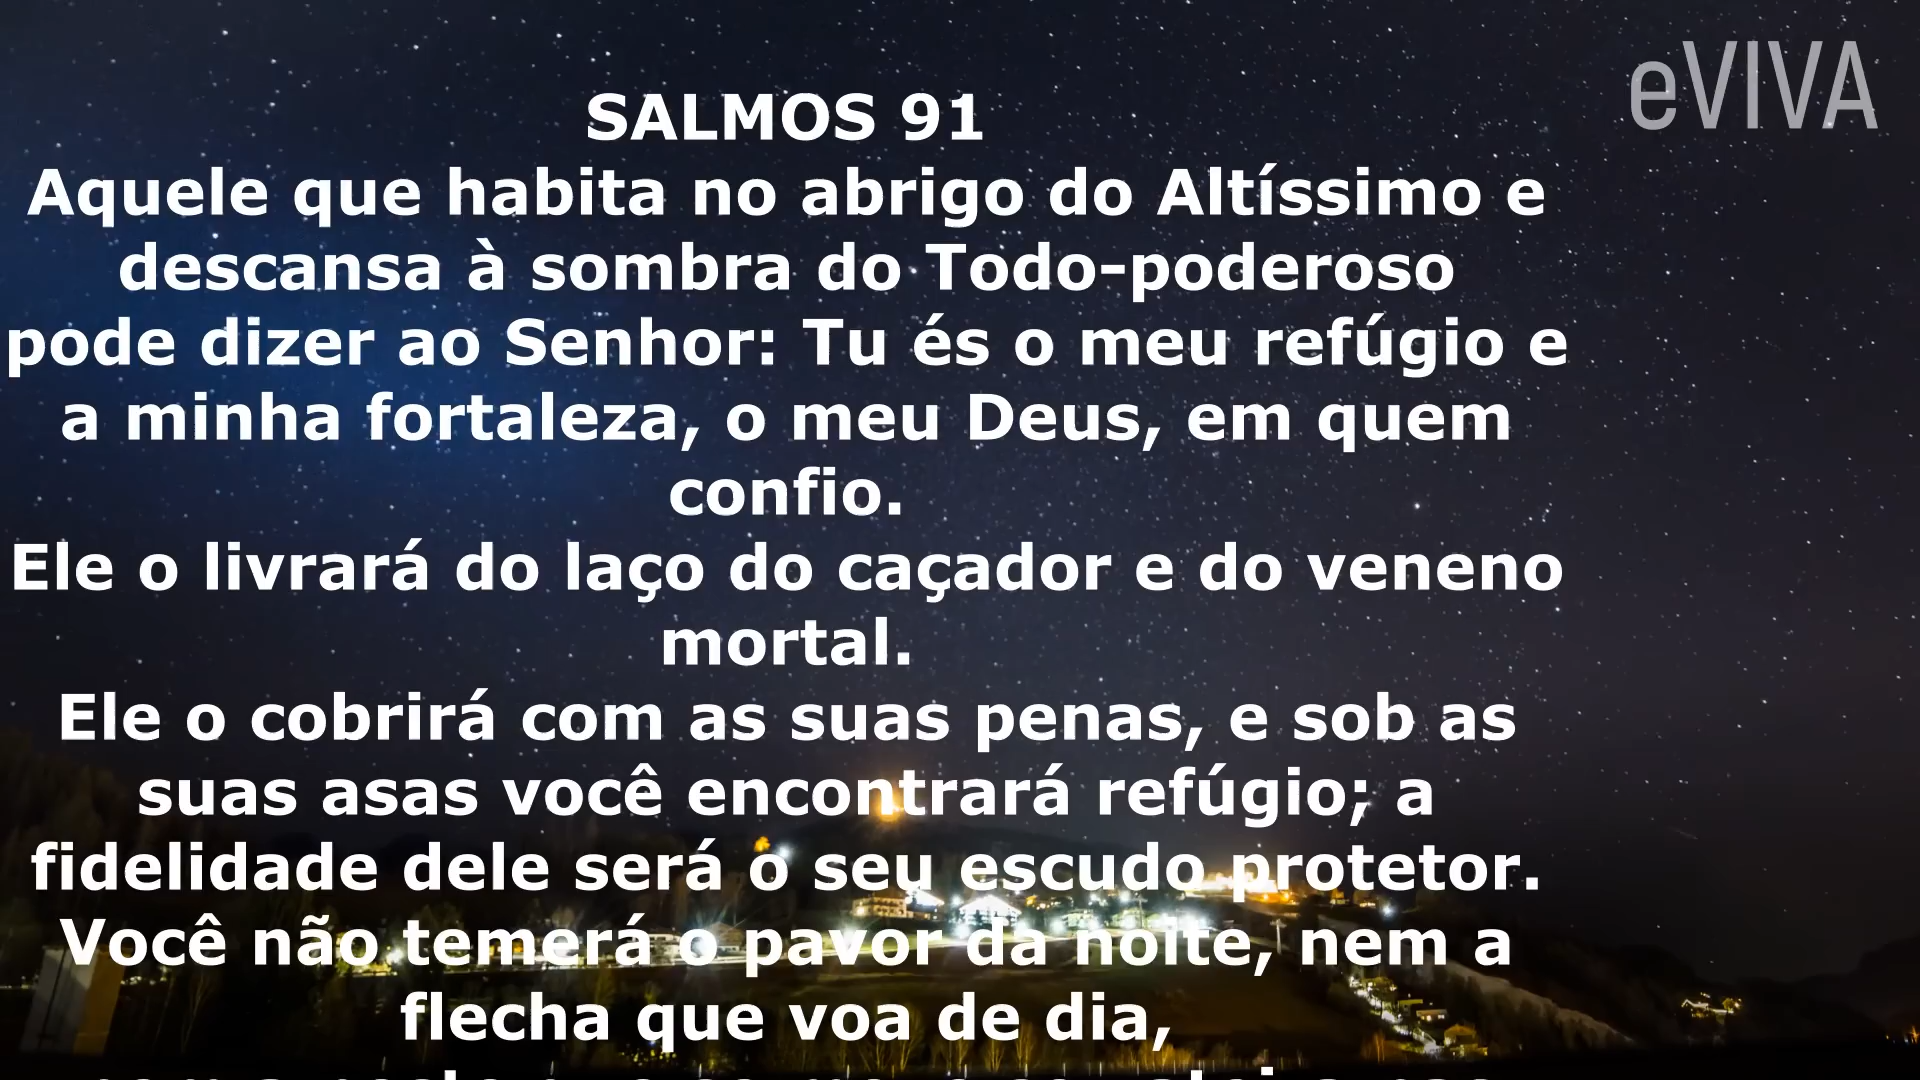 eVIVA
SALMOS 91
Aquele que habita no abrigo do Altíssimo e
descansa à sombra do Todo-poderoso
pode dizer ao Senhor: Tu és o meu refúgio e
a minha fortaleza, o meu Deus, em quem
confio.
Ele o livrará do laço do caçador e do veneno
mortal.
Ele o cobrirá com as suas penas, e sob as
suas asas você encontrará refúgio; a
fidelidade dele será o seu escudo protetor.
Você não temerá o pavor da noite, nem a
flecha que voa de dia,